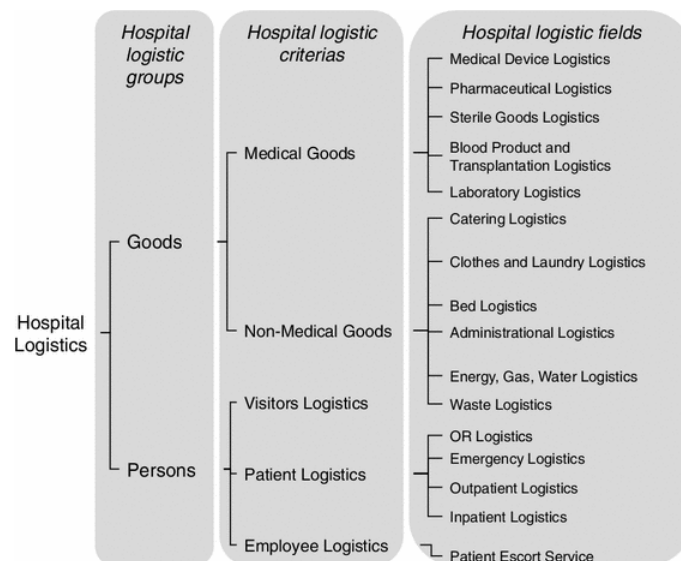 Hospital
logistic
groups
Hospital logistic
criterias
Hospital logistic fields
Hospital
Logistics
Goods
Persons
Medical Goods
Non-Medical Goods
Visitors Logistics
Patient Logistics
Employee Logistics
Medical Device Logistics
Pharmaceutical Logistics
Sterile Goods Logistics
Blood Product and
Transplantation Logistics
Laboratory Logistics
Catering Logistics
Clothes and Laundry Logistics
Bed Logistics
Administrational Logistics
Energy, Gas, Water Logistics
Waste Logistics
OR Logistics
Emergency Logistics
Outpatient Logistics
Inpatient Logistics
Patient Escort Service